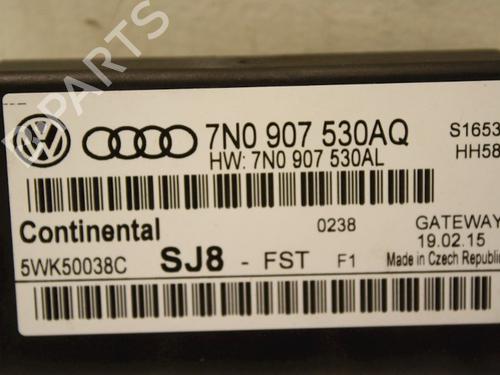 B PARTS
7N0 907 530AQ
S1653
HW: 7N0 907 530AL
HH58
Continental
0238
GATEWAY
19.02.15
5WK50038C
SJ8 - FST F1
Made in Czech Republic